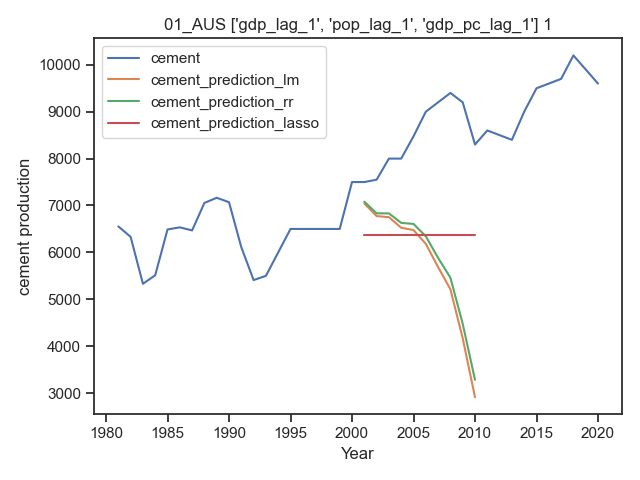 01_AUS ['gdp_lag_1', 'pop_lag_1', 'gdp_pc_lag_1'] 1
cement
cement_prediction_lm
cement_prediction_rr
cement_prediction_lasso
cement production
10000
9000
8000
7000
6000
5000
4000
3000
1980 1985 1990 1995 2000 2005 2010 2015 2020
Year